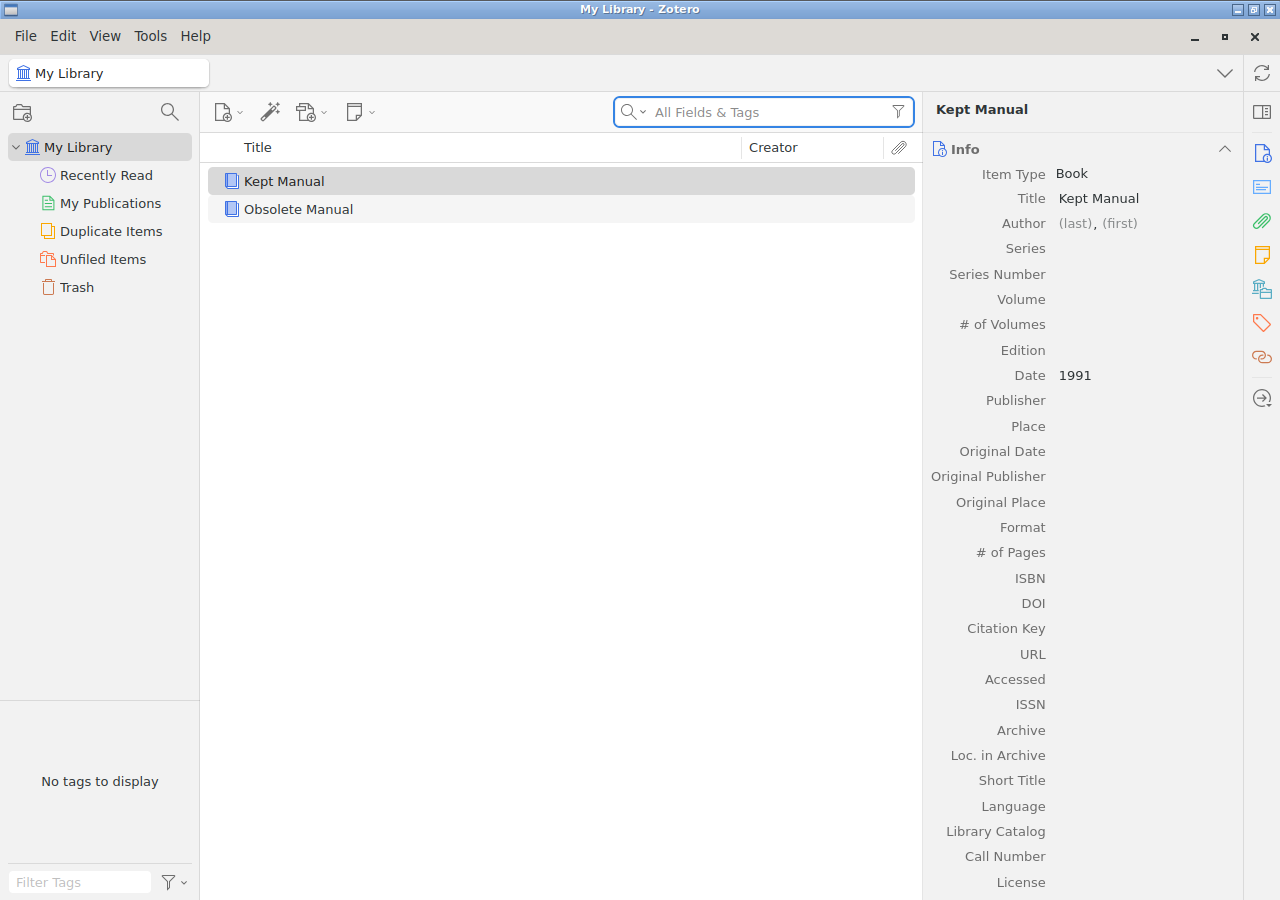 My Library - Zotero
File Edit View Tools Help
My Library
All Fields & Tags
My Library
Recently Read
My Publications
Duplicate Items
Unfiled Items
Trash
No tags to display
Filter Tags
Title Creator
Kept Manual
Obsolete Manual
Kept Manual
Info
Item Type Book
Title Kept Manual
Author (last), (first)
Series
Series Number
Volume
# of Volumes
Edition
Date 1991
Publisher
Place
Original Date
Original Publisher
Original Place
Format
# of Pages
ISBN
DOI
Citation Key
URL
Accessed
ISSN
Archive
Loc. in Archive
Short Title
Language
Library Catalog
Call Number
License